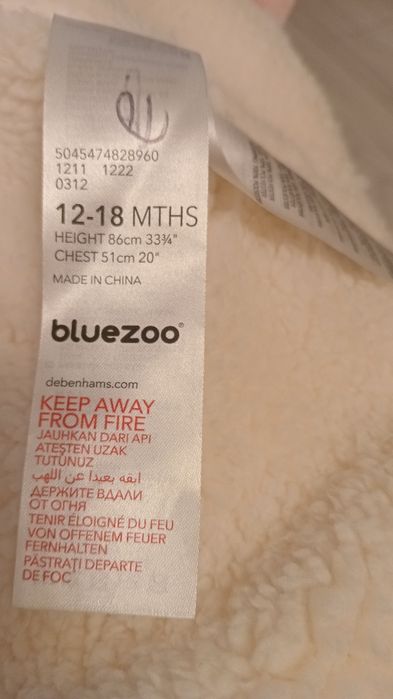 5045474828960
1211 1222
0312
12-18 MTHS
HEIGHT 86cm 33¾"
CHEST 51cm 20"
MADE IN CHINA
bluezoo®
debenhams.com
KEEP AWAY
FROM FIRE
JAUHKAN DARI API
ATEŞTEN UZAK
TUTUNUZ
ابقه بعيدا عن اللهب
ДЕРЖИТЕ ВДАЛИ
ОТ ОГНЯ
TENIR ÉLOIGNÉ DU FEU
VON OFFENEM FEUER
FERNHALTEN
PĂSTRAȚI DEPARTE
DE FOC